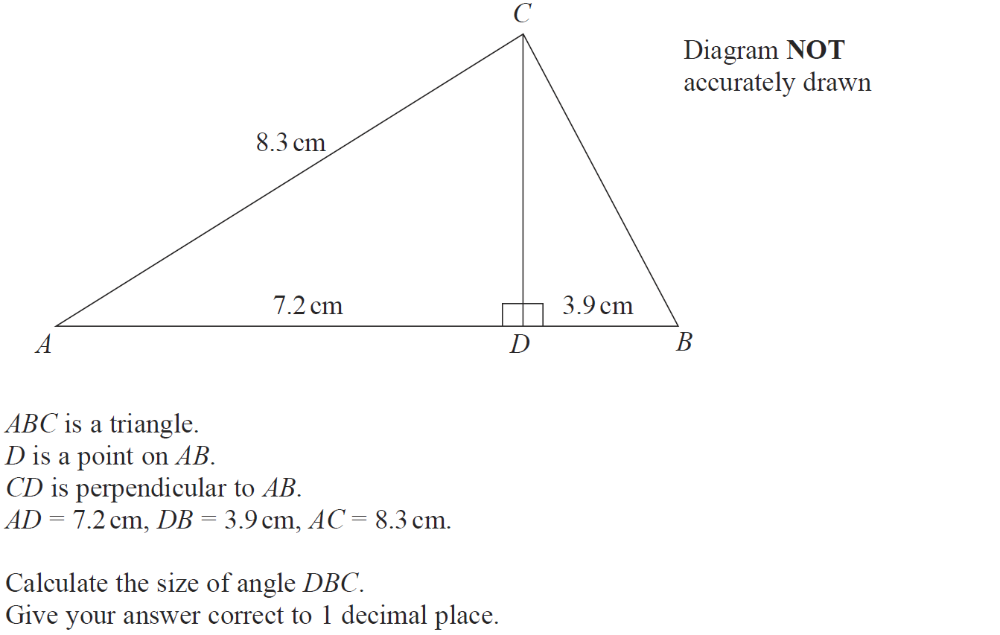 C
Diagram NOT
accurately drawn
8.3 cm
7.2 cm
3.9 cm
A
D
B
ABC is a triangle.
D is a point on AB.
CD is perpendicular to AB.
AD = 7.2 cm, DB = 3.9 cm, AC = 8.3 cm.
Calculate the size of angle DBC.
Give your answer correct to 1 decimal place.